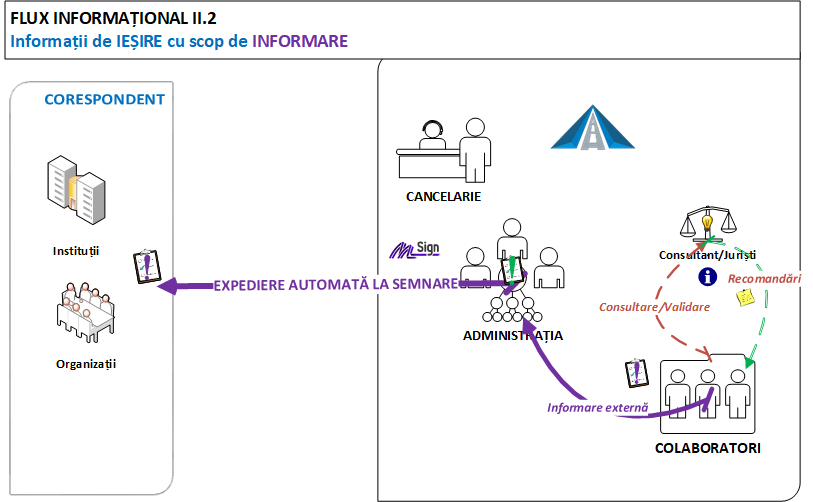 FLUX INFORMAȚIONAL II.2
Informații de IEȘIRE cu scop de INFORMARE
CORESPONDENT
Instituții
Organizații
CANCELARIE
Sign
EXPEDIERE AUTOMATĂ LA SEMNARE
ADMINISTRAȚIA
Consultant/Juriști
Recomandări
Consultare/Validare
Informare externă
COLABORATORI